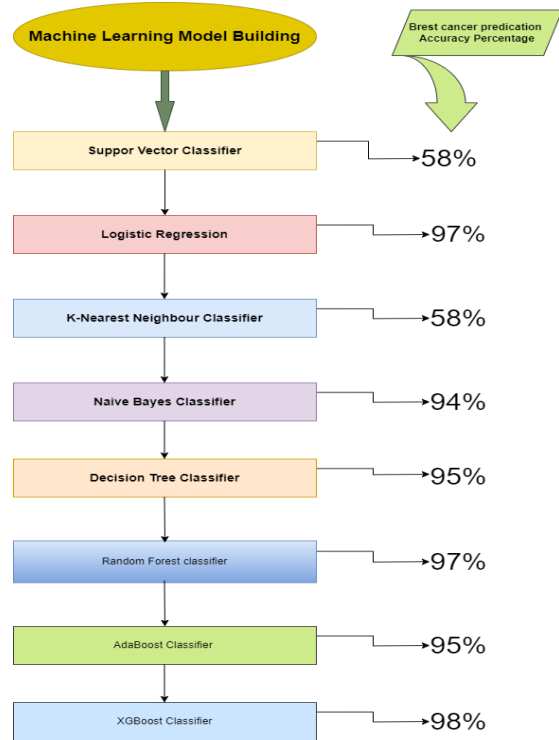 Machine Learning Model Building
Brest cancer predication
Accuracy Percentage
Suppor Vector Classifier
58%
Logistic Regression
97%
K-Nearest Neighbour Classifier
58%
Naive Bayes Classifier
94%
Decision Tree Classifier
95%
Random Forest classifier
97%
AdaBoost Classifier
95%
XGBoost Classifier
98%